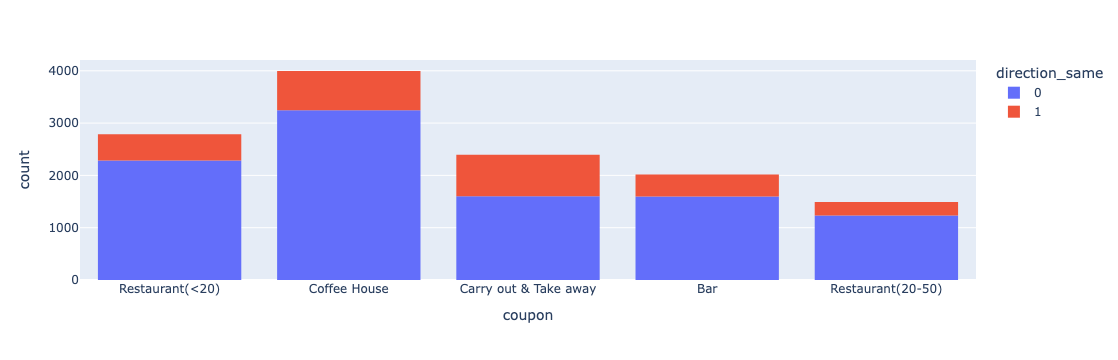 direction_same
0
1
4000
3000
2000
1000
0
count
Restaurant(<20)
Coffee House
Carry out & Take away
Bar
Restaurant(20-50)
coupon